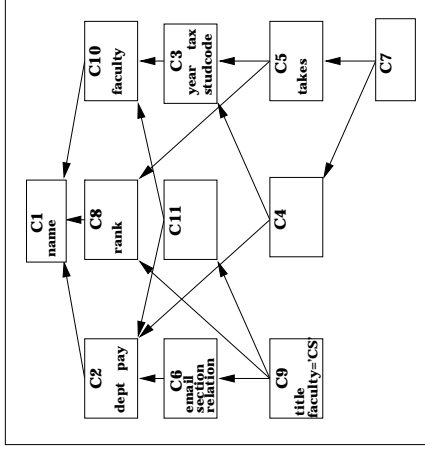 C1
name
C2
dept pay
C8
rank
C10
faculty
C6
email
section
relation
C11
C3
year tax
studcode
C9
title
faculty='CS'
C4
C5
takes
C7